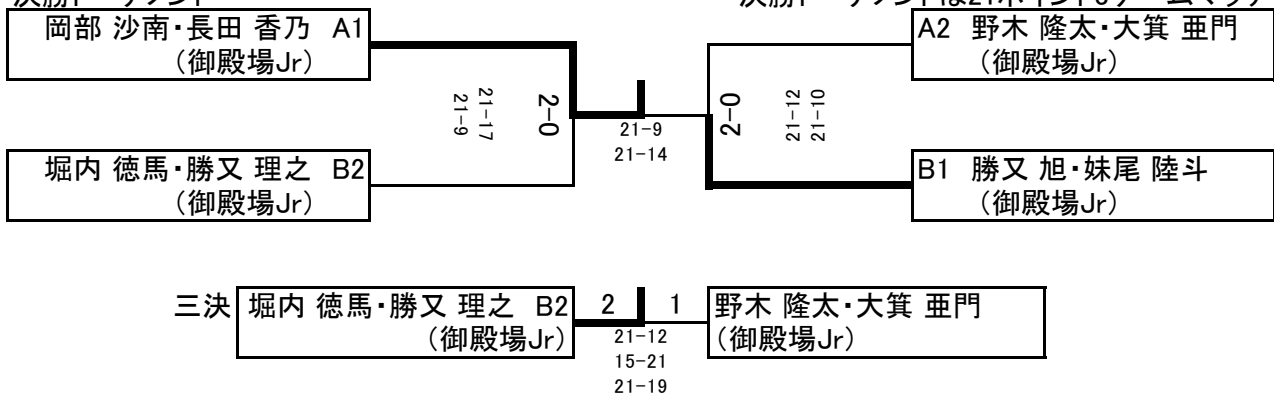 岡部 沙南・長田 香乃 A1
(御殿場Jr)
A2 野木 隆太・大箕 亜門
(御殿場Jr)
21-17
21-9
2-0
21-9
21-14
2-0
21-12
21-10
堀内 徳馬・勝又 理之 B2
(御殿場Jr)
B1 勝又 旭・妹尾 陸斗
(御殿場Jr)
三決 堀内 徳馬・勝又 理之 B2 2 1 野木 隆太・大箕 亜門
(御殿場Jr) (御殿場Jr)
21-12
15-21
21-19